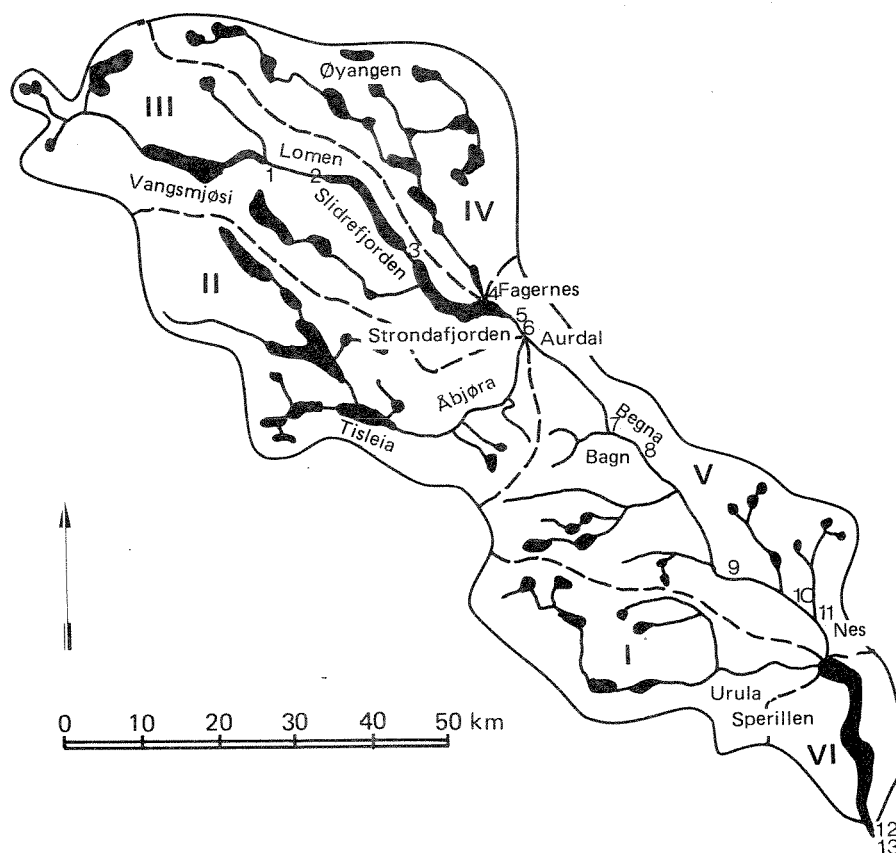 Øyangen
III
Lomen
1
2
Vangsmjøsi
Slidrefjorden
IV
3
II
4
Fagernes
5
6
Strondafjorden
Aurdal
Åbjøra
Begna
7
8
Tisleia
Bagn
V
9
10
11
Nes
I
Urula
Sperillen
0 10 20 30 40 50 km
VI
12
13